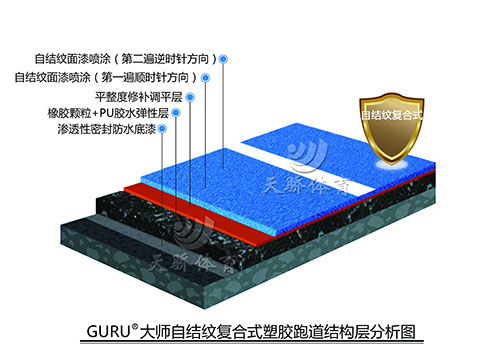 自结纹面漆喷涂（第二遍逆时针方向）
自结纹面漆喷涂（第一遍顺时针方向）
平整度修补调平层
橡胶颗粒+PU胶水弹性层
渗透性密封防水底漆
自结纹复合式
天骄体育
天骄体育
GURU®大师自结纹复合式塑胶跑道结构层分析图